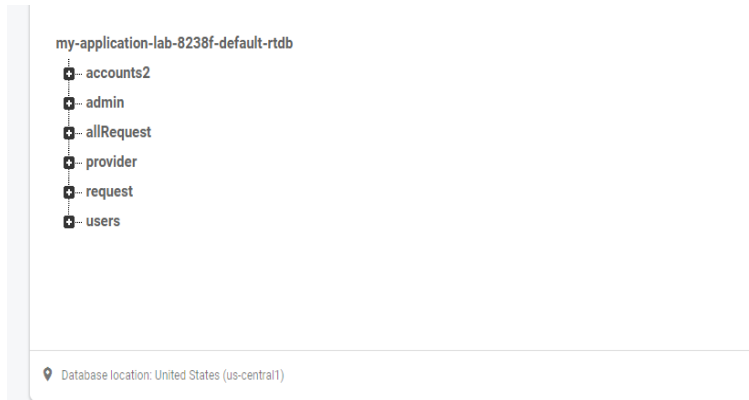 my-application-lab-8238f-default-rtdb
accounts2
admin
allRequest
provider
request
users
Database location: United States (us-central1)